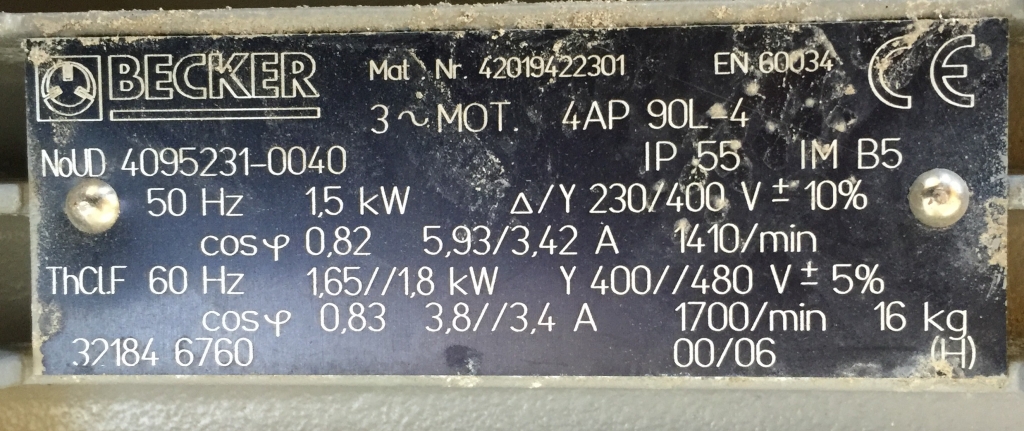 BECKER Mat Nr. 42019422301 EN 60034 CE
3~MOT. 4AP 90L-4
NoUD 4095231-0040 IP 55 IM B5
50 Hz 1,5 kW Δ/Y 230/400 V ± 10%
cosφ 0,82 5,93/3,42 A 1410/min
ThCl.F 60 Hz 1,65//1,8 kW Y 400//480 V ± 5%
cosφ 0,83 3,8//3,4 A 1700/min 16 kg
32184 6760 00/06 (H)